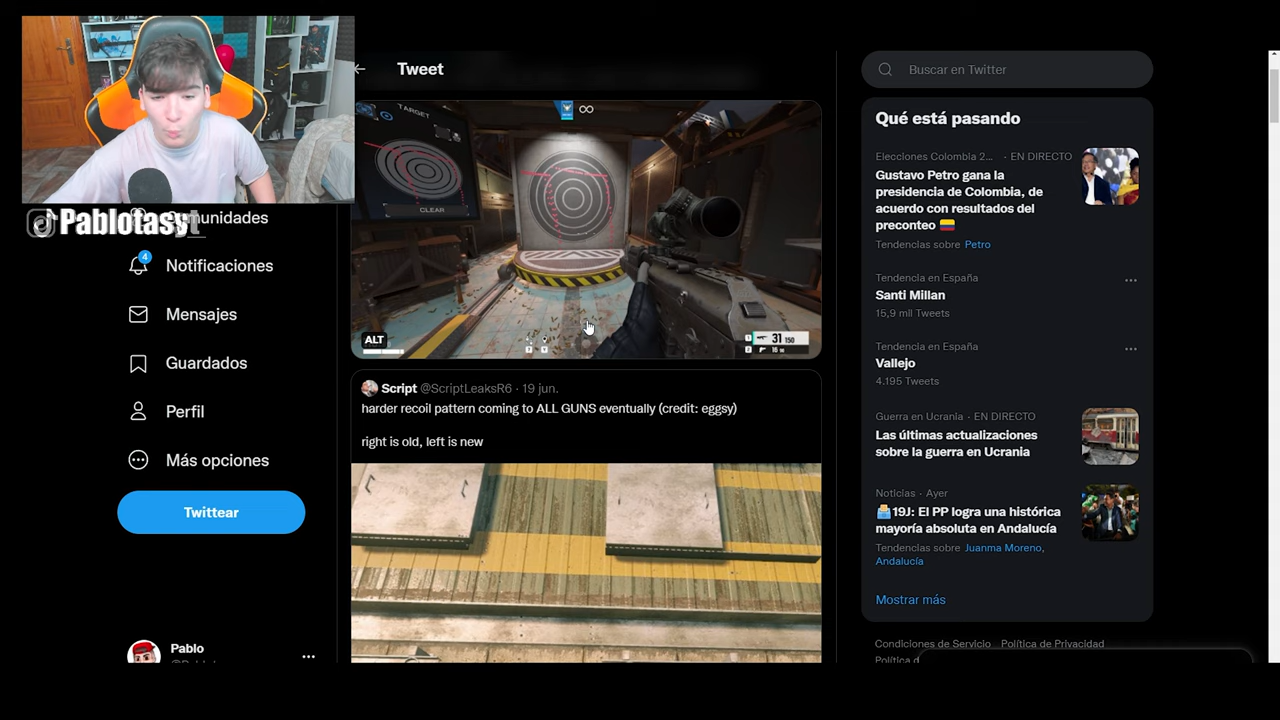 Tweet
Buscar en Twitter
TARGET
CLEAR
ALT
31 150
Pablotasyt_
Notificaciones
4
Mensajes
Guardados
Perfil
Más opciones
Twittear
Pablo
Script @ScriptLeaksR6 · 19 jun.
harder recoil pattern coming to ALL GUNS eventually (credit: eggsy)
right is old, left is new
Qué está pasando
Elecciones Colombia 2... · EN DIRECTO
Gustavo Petro gana la
presidencia de Colombia, de
acuerdo con resultados del
preconteo 🇨🇴
Tendencias sobre Petro
Tendencia en España
Santi Millan
15,9 mil Tweets
Tendencia en España
Vallejo
4.195 Tweets
Guerra en Ucrania · EN DIRECTO
Las últimas actualizaciones
sobre la guerra en Ucrania
Noticias · Ayer
🗳️19J: El PP logra una histórica
mayoría absoluta en Andalucía
Tendencias sobre Juanma Moreno,
Andalucía
Mostrar más
Condiciones de Servicio Política de Privacidad